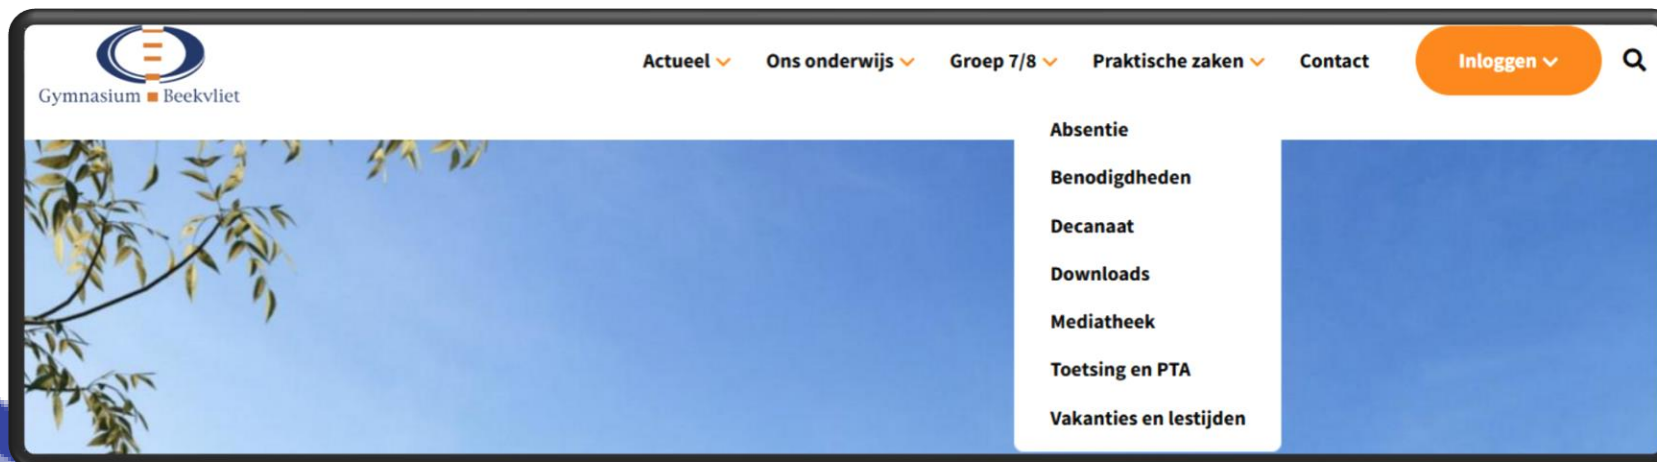 Gymnasium Beekvliet
Actueel Ons onderwijs Groep 7/8 Praktische zaken Contact Inloggen
Absentie
Benodigdheden
Decanaat
Downloads
Mediatheek
Toetsing en PTA
Vakanties en lestijden